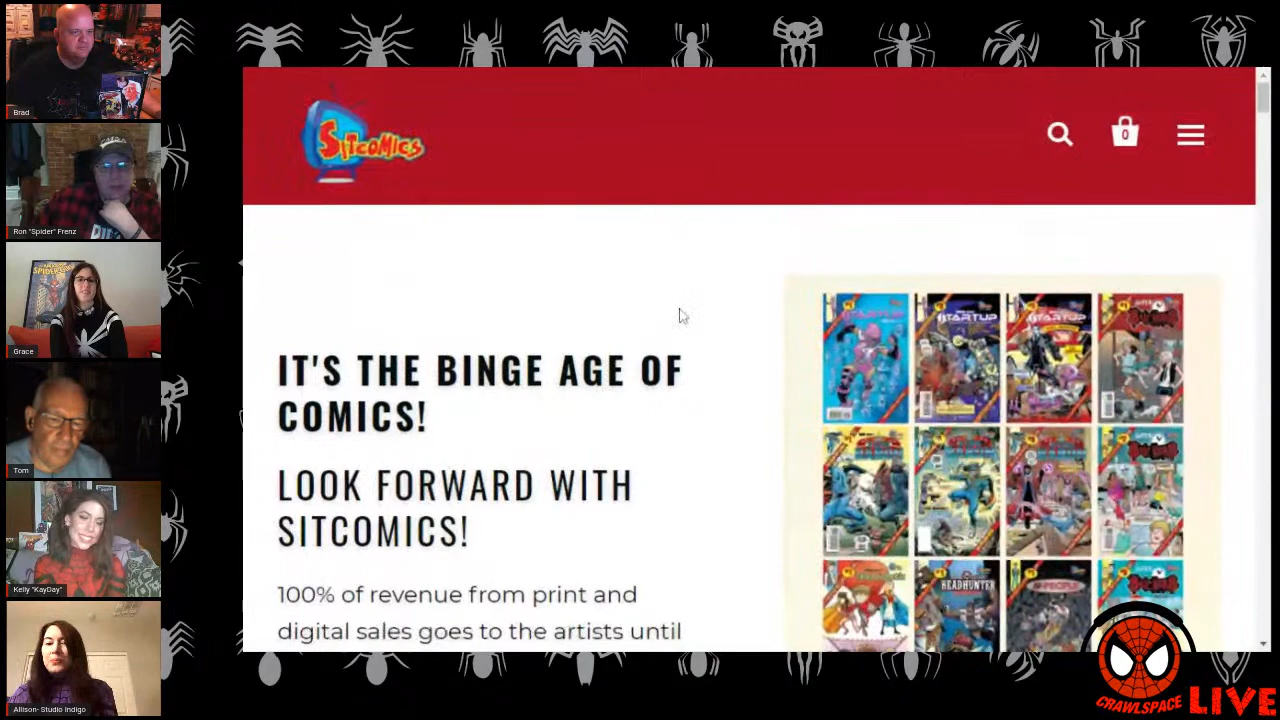 Brad
Ron "Spider" Frenz
SPIDER-MAN
Grace
Tom
Kelly "KayDay"
Allison- Studio Indigo
SITCOMICS
0
IT'S THE BINGE AGE OF
COMICS!
LOOK FORWARD WITH
SITCOMICS!
100% of revenue from print and
digital sales goes to the artists until
STARTUP
STARTUP
STARTUP
HEADHUNTER
CRAWLSPACE LIVE